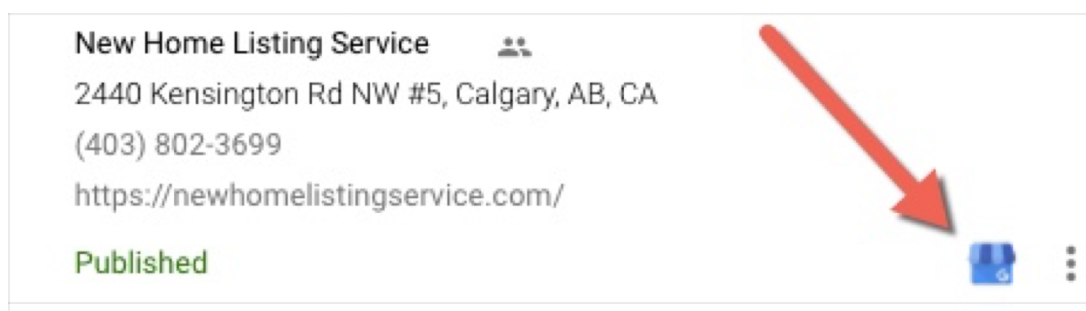 New Home Listing Service
2440 Kensington Rd NW #5, Calgary, AB, CA
(403) 802-3699
https://newhomelistingservice.com/
Published
G